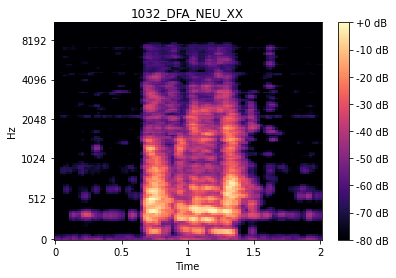 1032_DFA_NEU_XX
Hz
8192
4096
2048
1024
512
0
0 0.5 1 1.5 2
Time
+0 dB
-10 dB
-20 dB
-30 dB
-40 dB
-50 dB
-60 dB
-70 dB
-80 dB